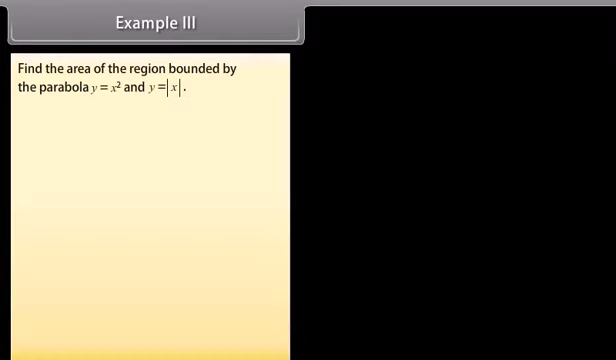 Example III
Find the area of the region bounded by
the parabola y = x² and y = |x|.